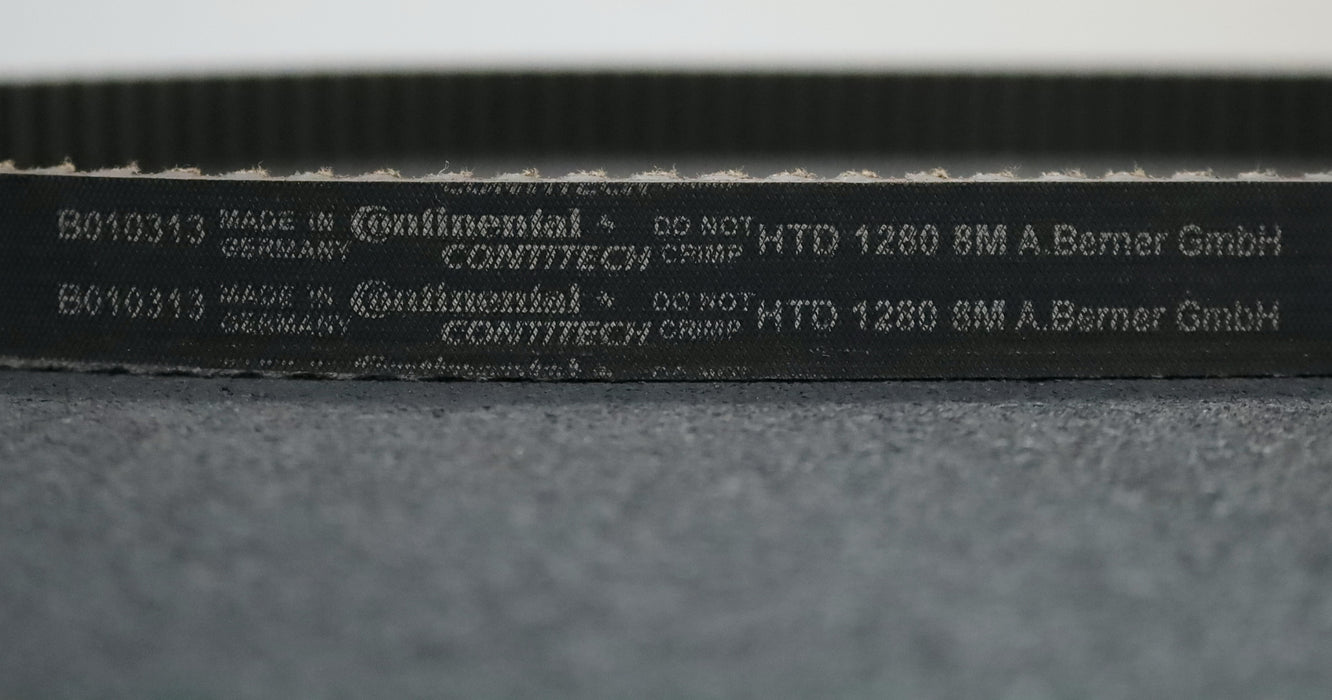 CONTITECH
B010313 MADE IN GERMANY Continental CONTITECH DO NOT CRIMP HTD 1280 8M A.Berner GmbH
B010313 MADE IN GERMANY Continental CONTITECH DO NOT CRIMP HTD 1280 8M A.Berner GmbH